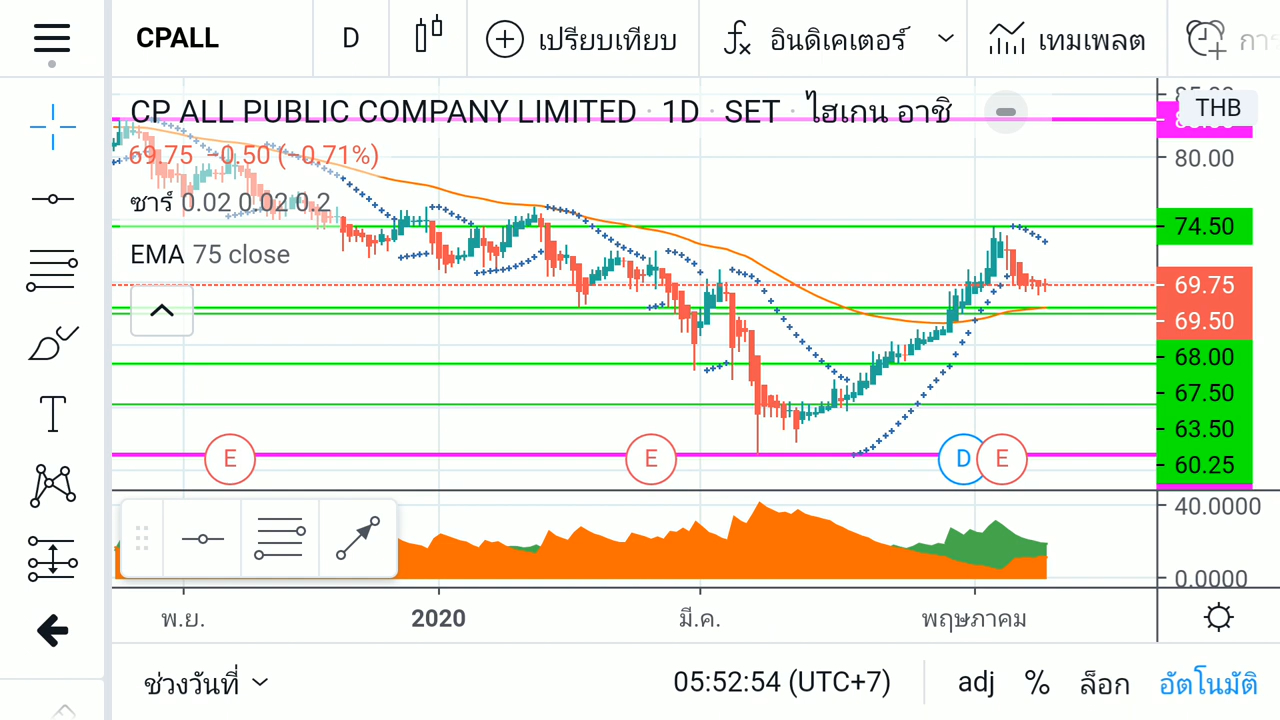 CPALL D เปรียบเทียบ อินดิเคเตอร์ เทมเพลต
CP ALL PUBLIC COMPANY LIMITED · 1D · SET · ไฮเกน อาชิ
THB
69.75 −0.50 (−0.71%)
80.00
ซาร์ 0.02 0.02 0.2
74.50
EMA 75 close
69.75
69.50
68.00
67.50
63.50
60.25
E E D E
T
40.0000
0.0000
พ.ย. 2020 มี.ค. พฤษภาคม
ช่วงวันที่ 05:52:54 (UTC+7) adj % ล็อก อัตโนมัติ